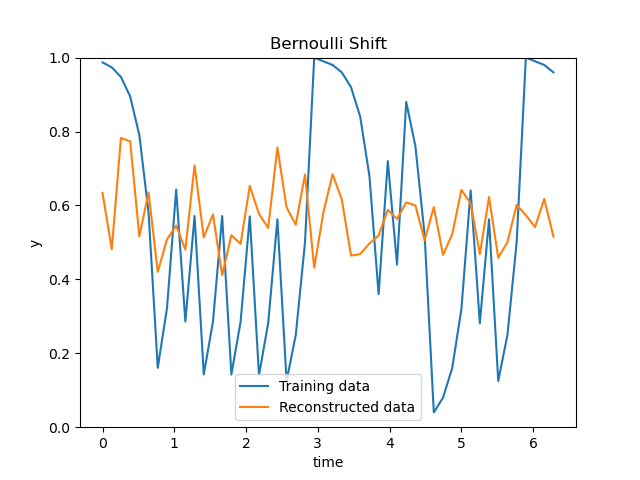 Bernoulli Shift
1.0
0.8
0.6
0.4
0.2
0.0
y
0 1 2 3 4 5 6
time
Training data
Reconstructed data